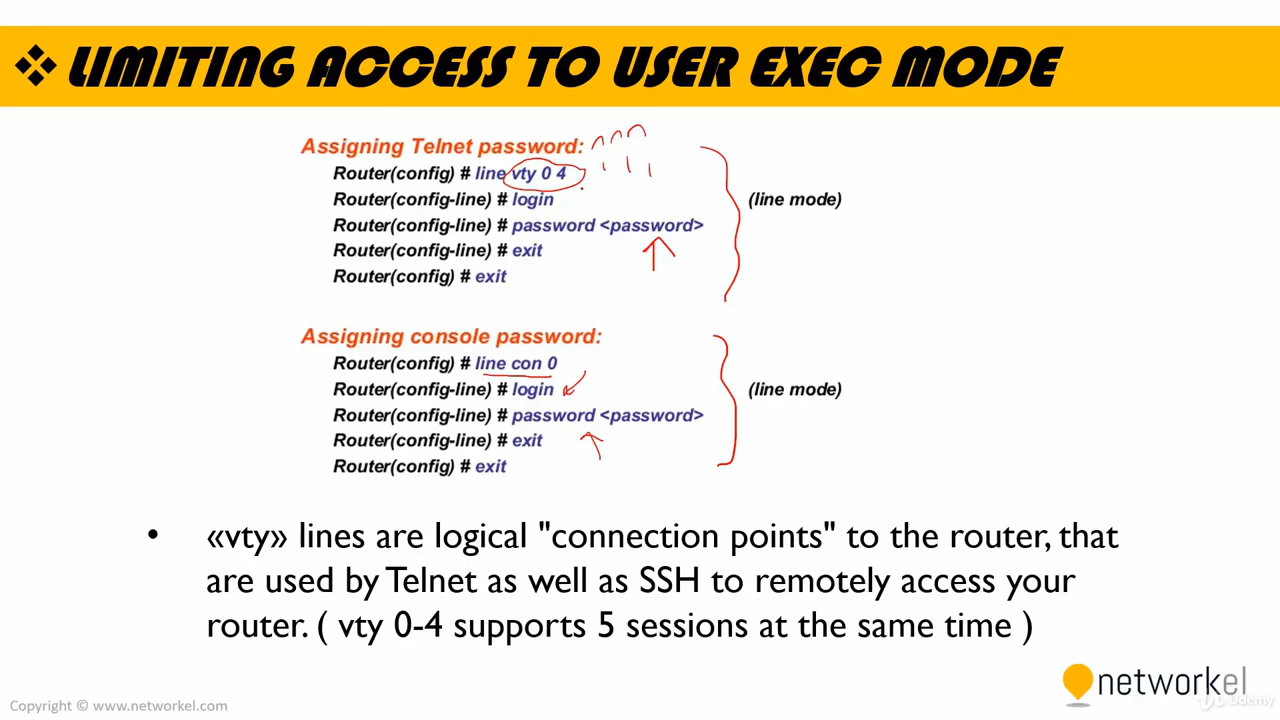 ❖ LIMITING ACCESS TO USER EXEC MODE
Assigning Telnet password:
Router(config) # line vty 0 4
Router(config-line) # login (line mode)
Router(config-line) # password <password>
Router(config-line) # exit
Router(config) # exit
Assigning console password:
Router(config) # line con 0
Router(config-line) # login (line mode)
Router(config-line) # password <password>
Router(config-line) # exit
Router(config) # exit
• «vty» lines are logical "connection points" to the router, that
are used by Telnet as well as SSH to remotely access your
router. ( vty 0-4 supports 5 sessions at the same time )
networkel
Udemy
Copyright © www.networkel.com